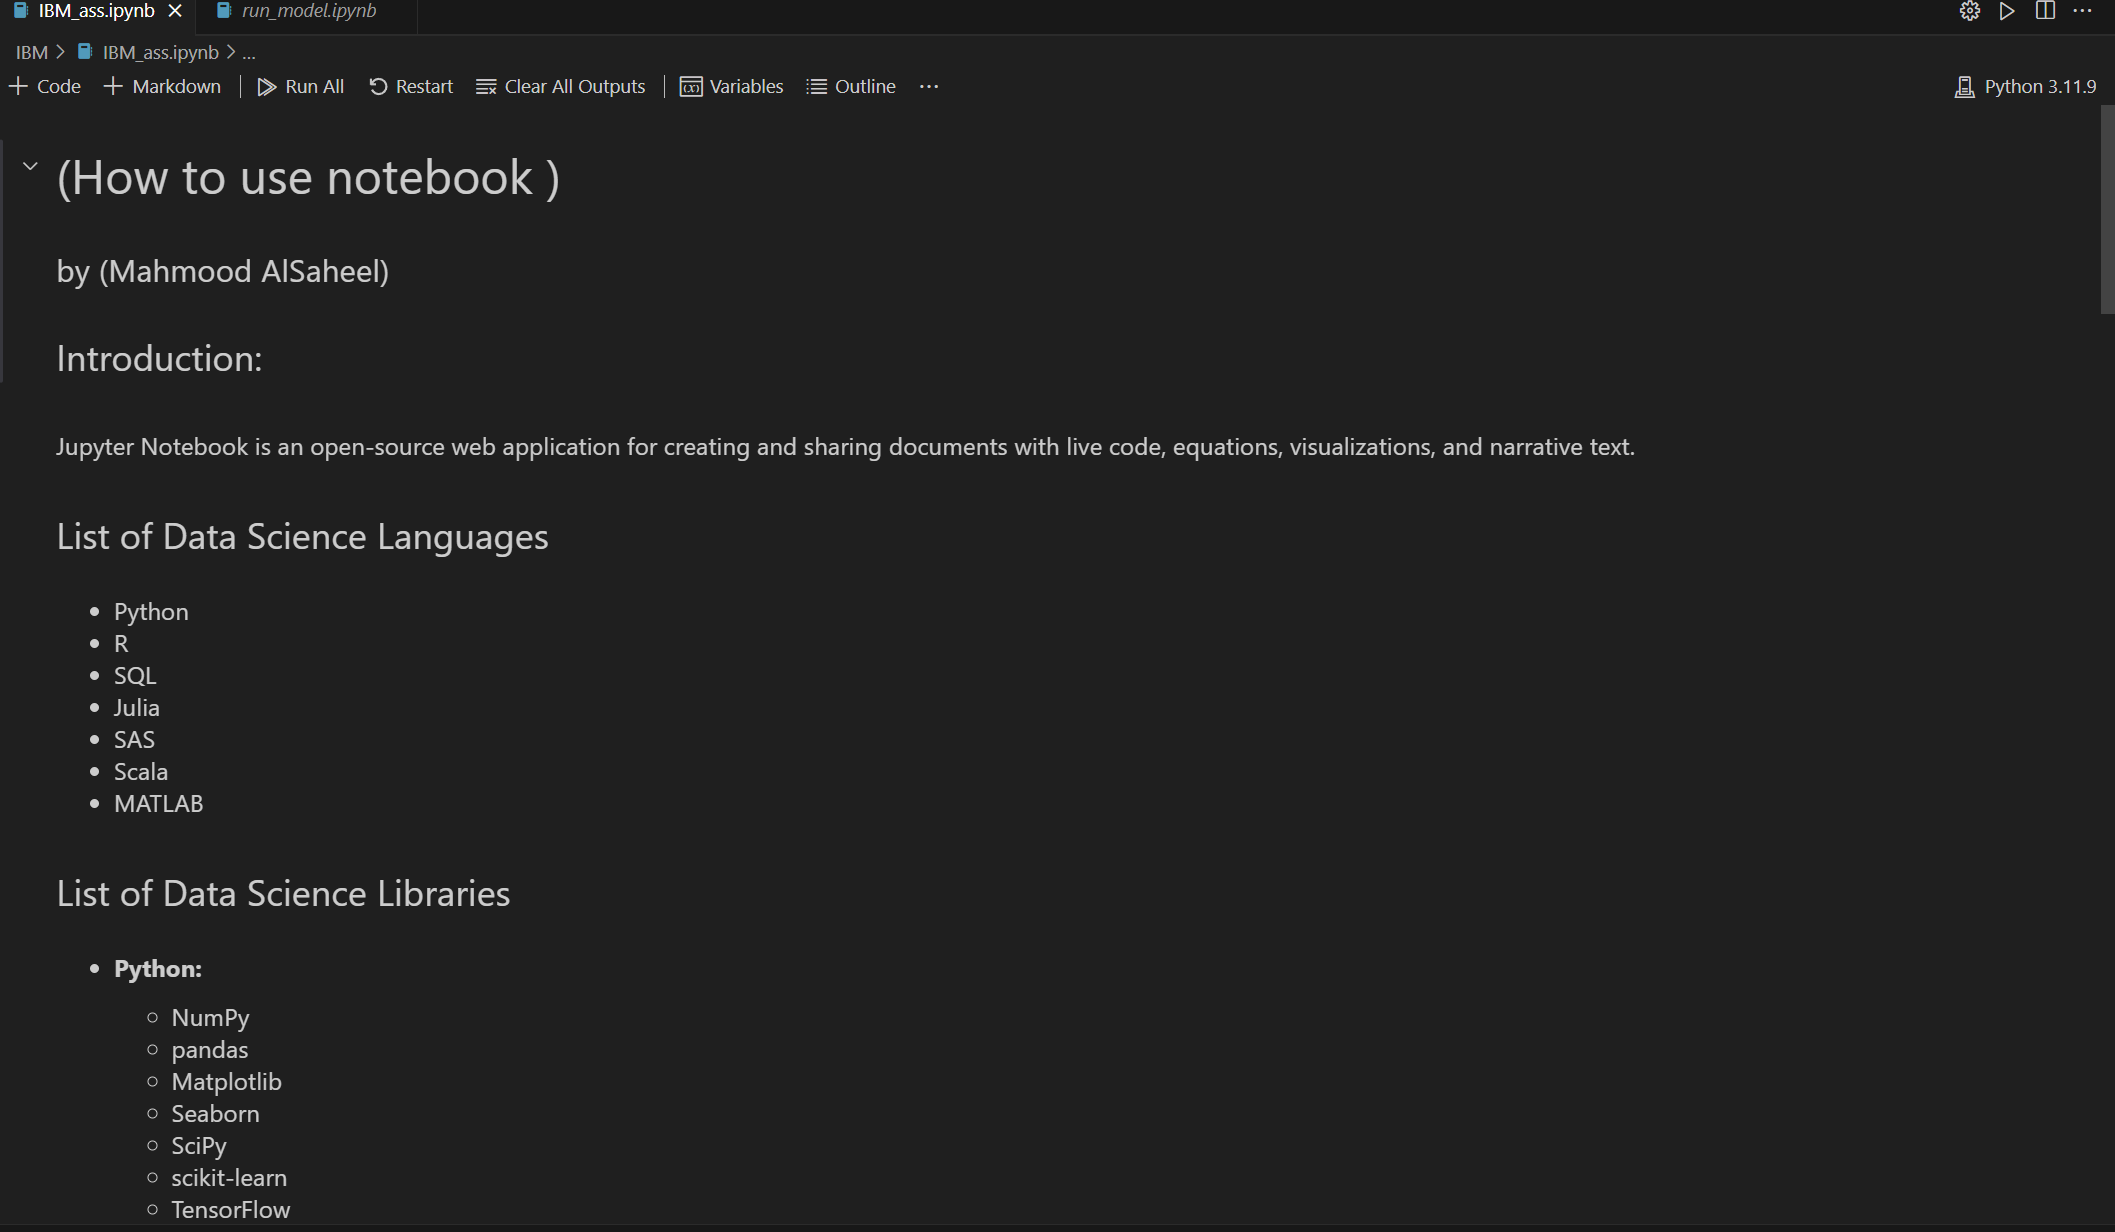 IBM_ass.ipynb run_model.ipynb
IBM > IBM_ass.ipynb > ...
Code Markdown Run All Restart Clear All Outputs Variables Outline ... Python 3.11.9
(How to use notebook )
by (Mahmood AlSaheel)
Introduction:
Jupyter Notebook is an open-source web application for creating and sharing documents with live code, equations, visualizations, and narrative text.
List of Data Science Languages
• Python
• R
• SQL
• Julia
• SAS
• Scala
• MATLAB
List of Data Science Libraries
• Python:
○ NumPy
○ pandas
○ Matplotlib
○ Seaborn
○ SciPy
○ scikit-learn
○ TensorFlow